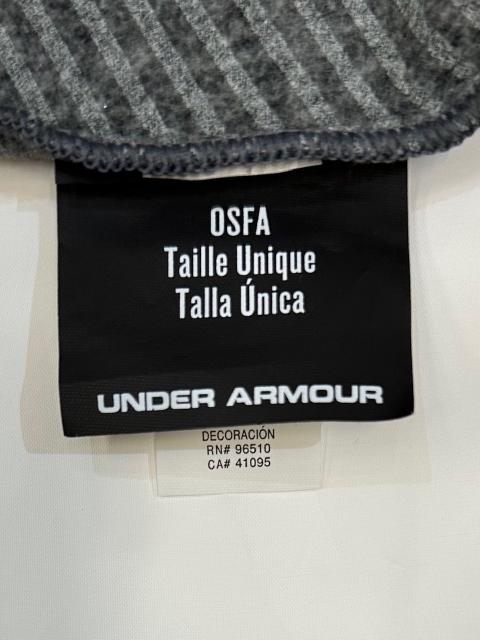 OSFA
Taille Unique
Talla Única
UNDER ARMOUR
DECORACIÓN
RN# 96510
CA# 41095